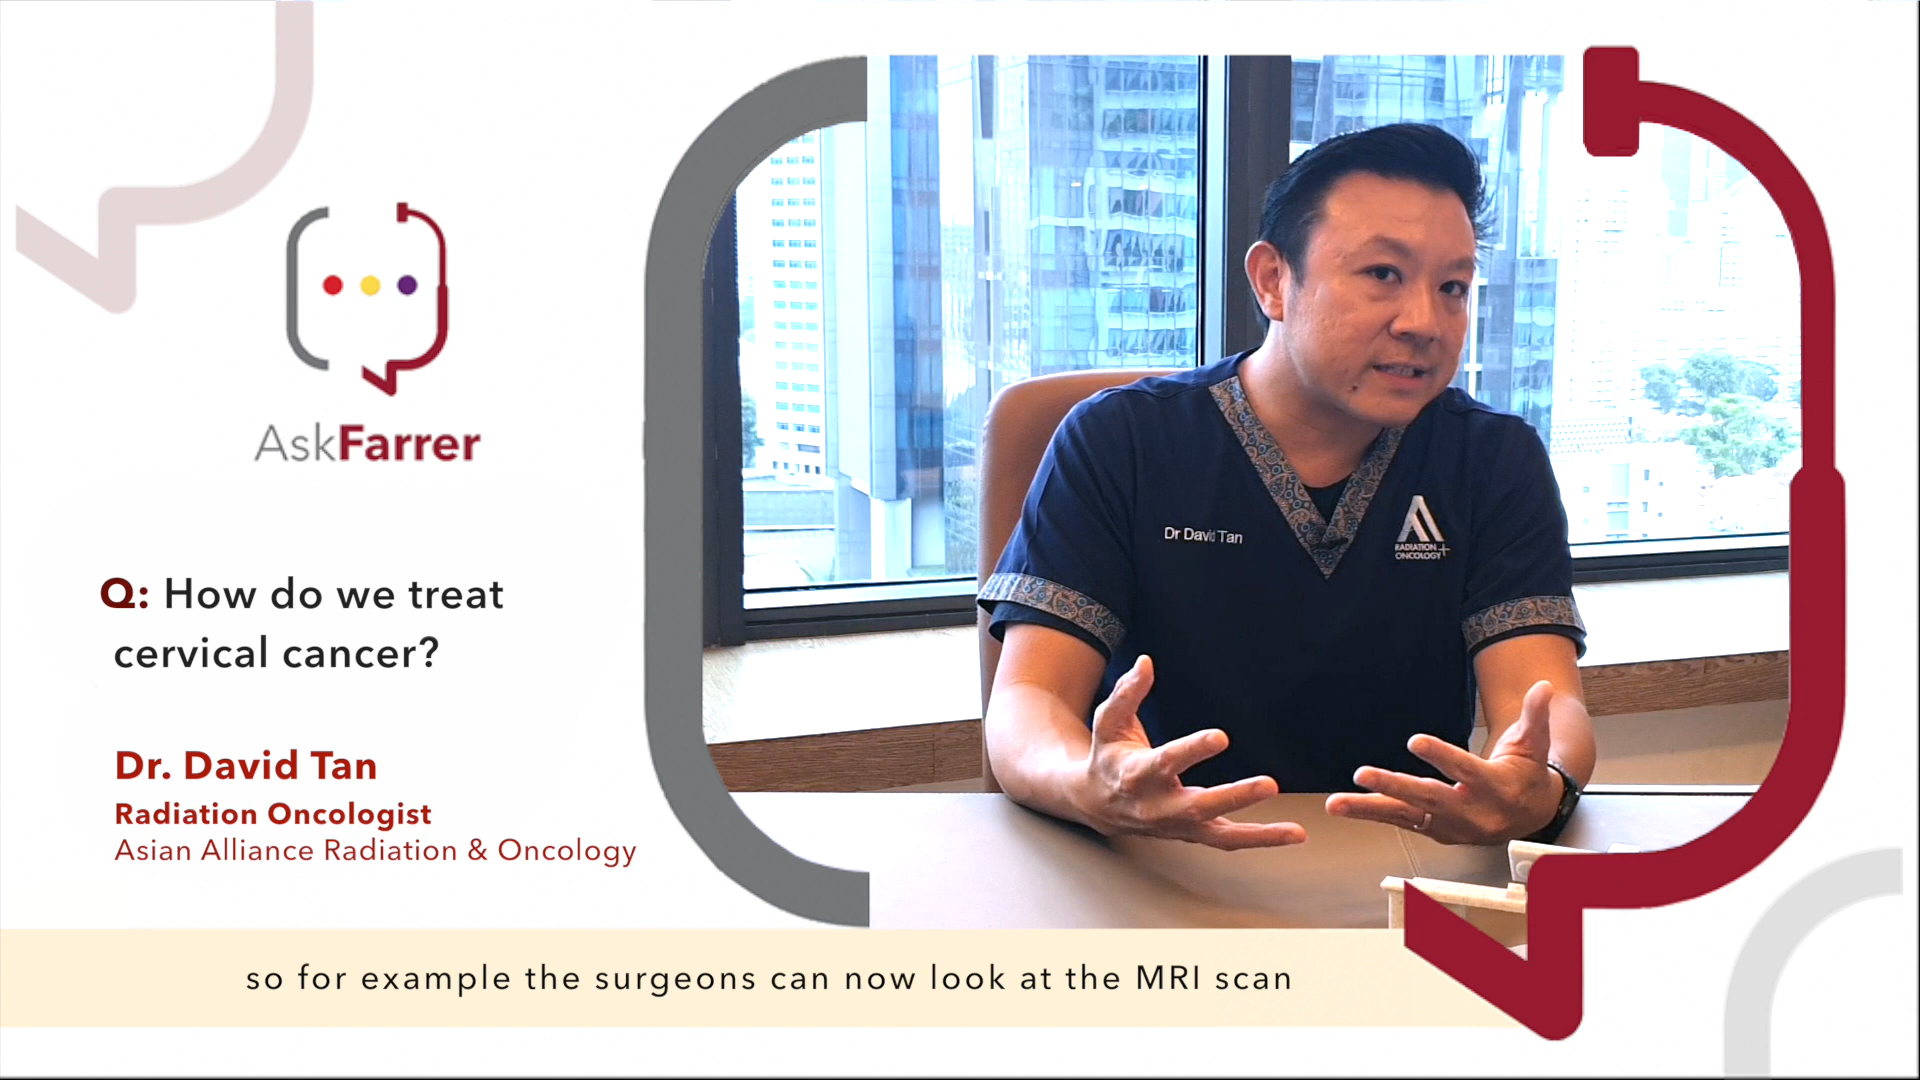 AskFarrer
Q: How do we treat
cervical cancer?
Dr. David Tan
Radiation Oncologist
Asian Alliance Radiation & Oncology
Dr David Tan
RADIATION
ONCOLOGY
so for example the surgeons can now look at the MRI scan